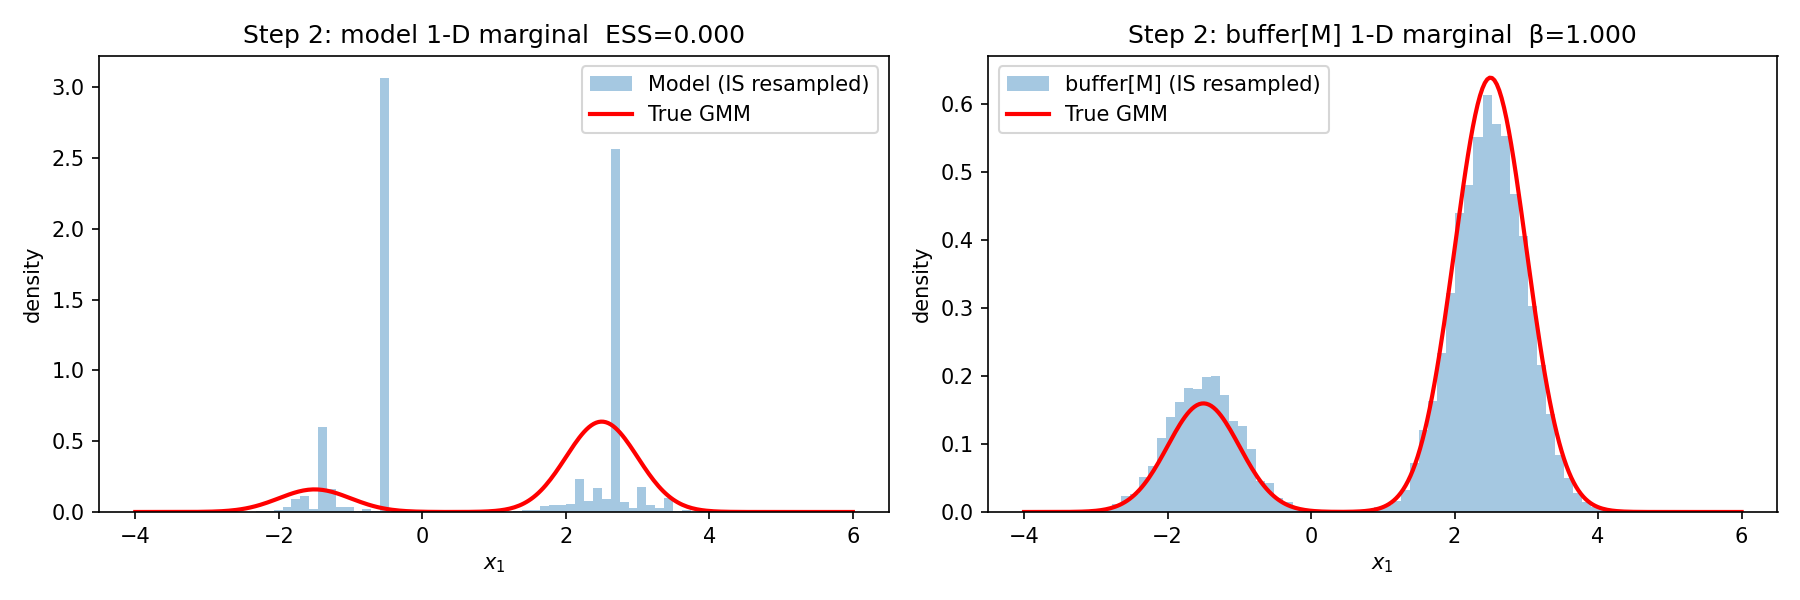 Step 2: model 1-D marginal  ESS=0.000
Model (IS resampled)
True GMM
density
3.0
2.5
2.0
1.5
1.0
0.5
0.0
−4
−2
0
2
4
6
x₁
Step 2: buffer[M] 1-D marginal  β=1.000
buffer[M] (IS resampled)
True GMM
density
0.6
0.5
0.4
0.3
0.2
0.1
0.0
−4
−2
0
2
4
6
x₁